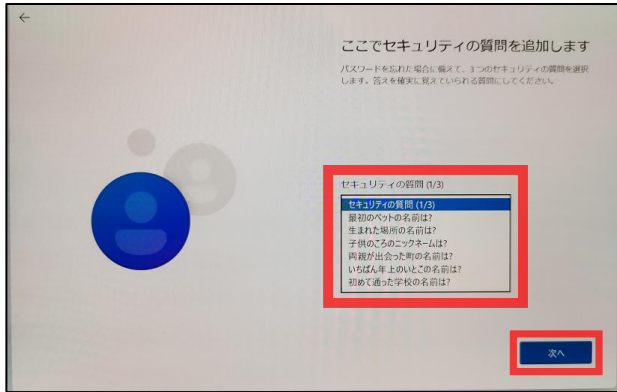 ←
ここでセキュリティの質問を追加します
パスワードを忘れた場合に備えて、3 つのセキュリティの質問を選択
します。答えを確実に覚えていられる質問にしてください。
セキュリティの質問 (1/3)
セキュリティの質問 (1/3)
最初のペットの名前は?
生まれた場所の名前は?
子供のころのニックネームは?
両親が出会った町の名前は?
いちばん年上のいとこの名前は?
初めて通った学校の名前は?
次へ